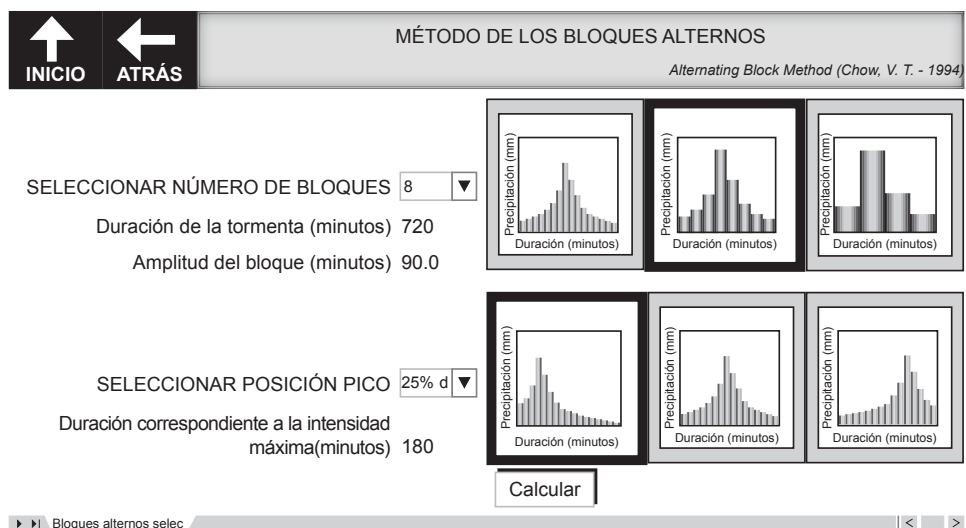 INICIO
ATRÁS
MÉTODO DE LOS BLOQUES ALTERNOS
Alternating Block Method (Chow, V. T. - 1994)
SELECCIONAR NÚMERO DE BLOQUES 8
Duración de la tormenta (minutos) 720
Amplitud del bloque (minutos) 90.0
Precipitación (mm)
Duración (minutos)
Precipitación (mm)
Duración (minutos)
Precipitación (mm)
Duración (minutos)
SELECCIONAR POSICIÓN PICO 25% d
Duración correspondiente a la intensidad
máxima(minutos) 180
Precipitación (mm)
Duración (minutos)
Precipitación (mm)
Duración (minutos)
Precipitación (mm)
Duración (minutos)
Calcular
Bloques alternos selec